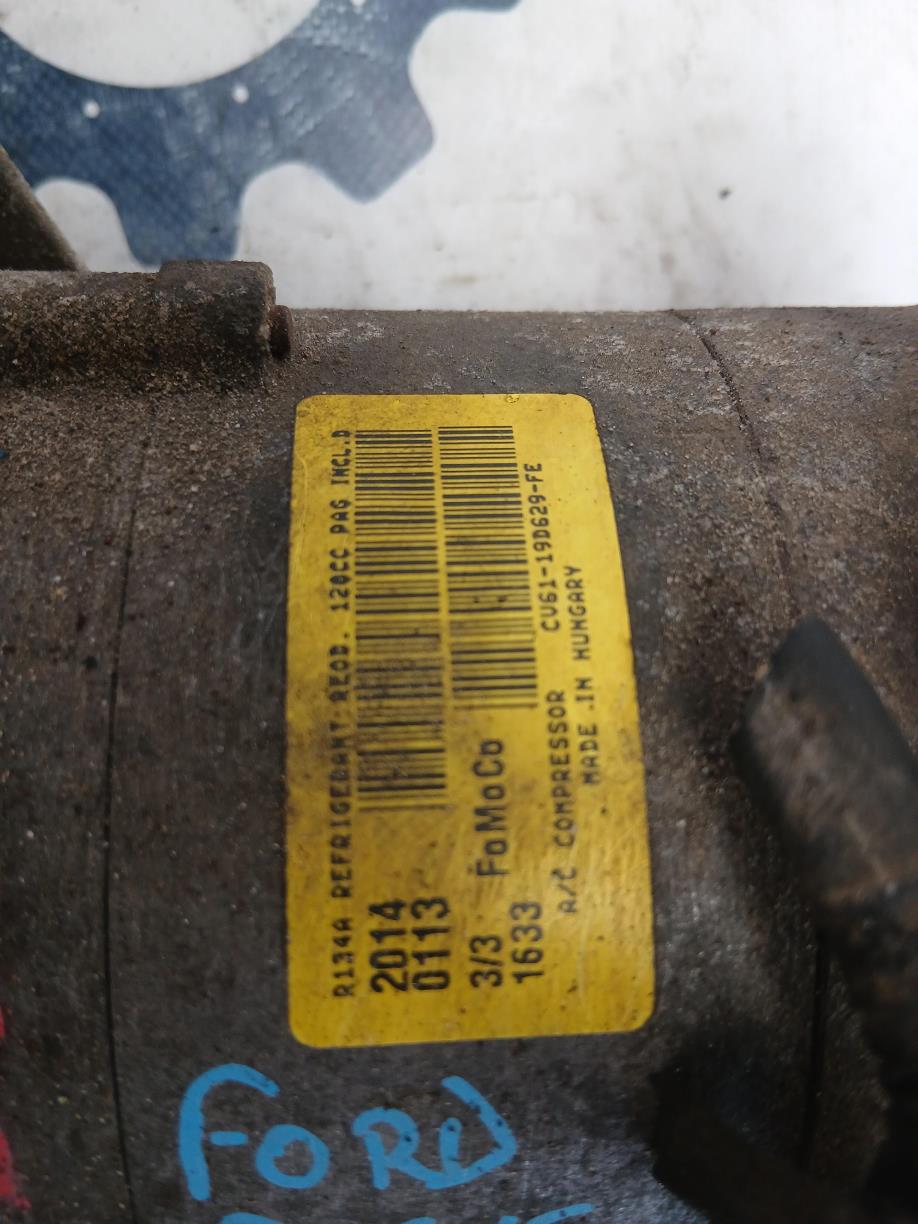 R134A REFRIGERANT REQD. 120CC PAG INCL.D
2014
0113
3/3 FoMoCo
1633
CV61-19D629-FE
A/C COMPRESSOR
MADE IN HUNGARY
FORD